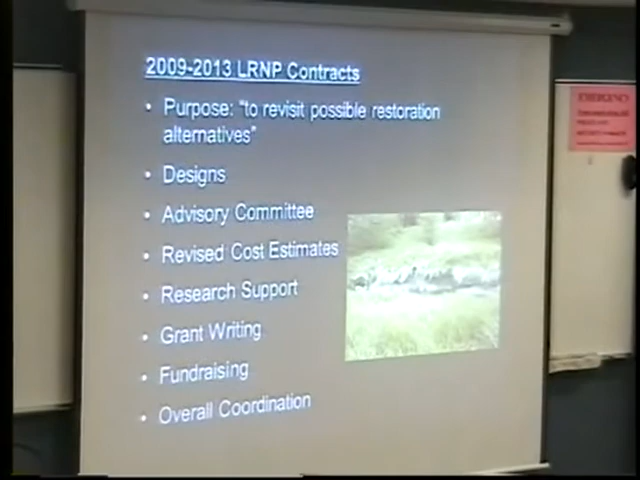 2009-2013 LRNP Contracts
• Purpose: “to revisit possible restoration
alternatives”
• Designs
• Advisory Committee
• Revised Cost Estimates
• Research Support
• Grant Writing
• Fundraising
• Overall Coordination
EMERGENCY